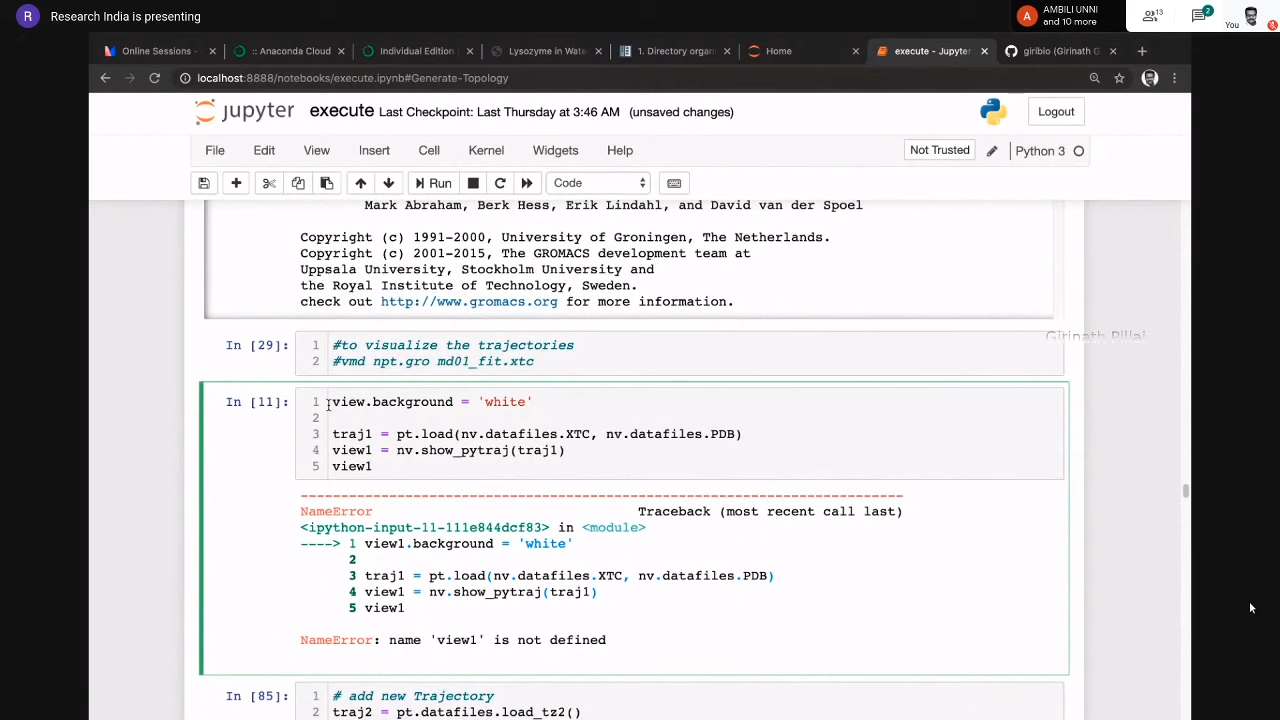 R Research India is presenting
A AMBILI UNNI and 10 more
13
2
You
Online Sessions -
:: Anaconda Cloud
Individual Edition
Lysozyme in Wate
1. Directory organ
Home
execute - Jupyter
giribio (Girinath G
localhost:8888/notebooks/execute.ipynb#Generate-Topology
jupyter execute Last Checkpoint: Last Thursday at 3:46 AM (unsaved changes)
Logout
File Edit View Insert Cell Kernel Widgets Help
Not Trusted
Python 3
Run
Code
Mark Abraham, Berk Hess, Erik Lindahl, and David van der Spoel
Copyright (c) 1991-2000, University of Groningen, The Netherlands.
Copyright (c) 2001-2015, The GROMACS development team at
Uppsala University, Stockholm University and
the Royal Institute of Technology, Sweden.
check out http://www.gromacs.org for more information.
Girinath Pillai
In [29]:
1 #to visualize the trajectories
2 #vmd npt.gro md01_fit.xtc
In [11]:
1 view.background = 'white'
2
3 traj1 = pt.load(nv.datafiles.XTC, nv.datafiles.PDB)
4 view1 = nv.show_pytraj(traj1)
5 view1
---------------------------------------------------------------------------
NameError Traceback (most recent call last)
<ipython-input-11-111e844dcf83> in <module>
----> 1 view1.background = 'white'
2
3 traj1 = pt.load(nv.datafiles.XTC, nv.datafiles.PDB)
4 view1 = nv.show_pytraj(traj1)
5 view1
NameError: name 'view1' is not defined
In [85]:
1 # add new Trajectory
2 traj2 = pt.datafiles.load_tz2()